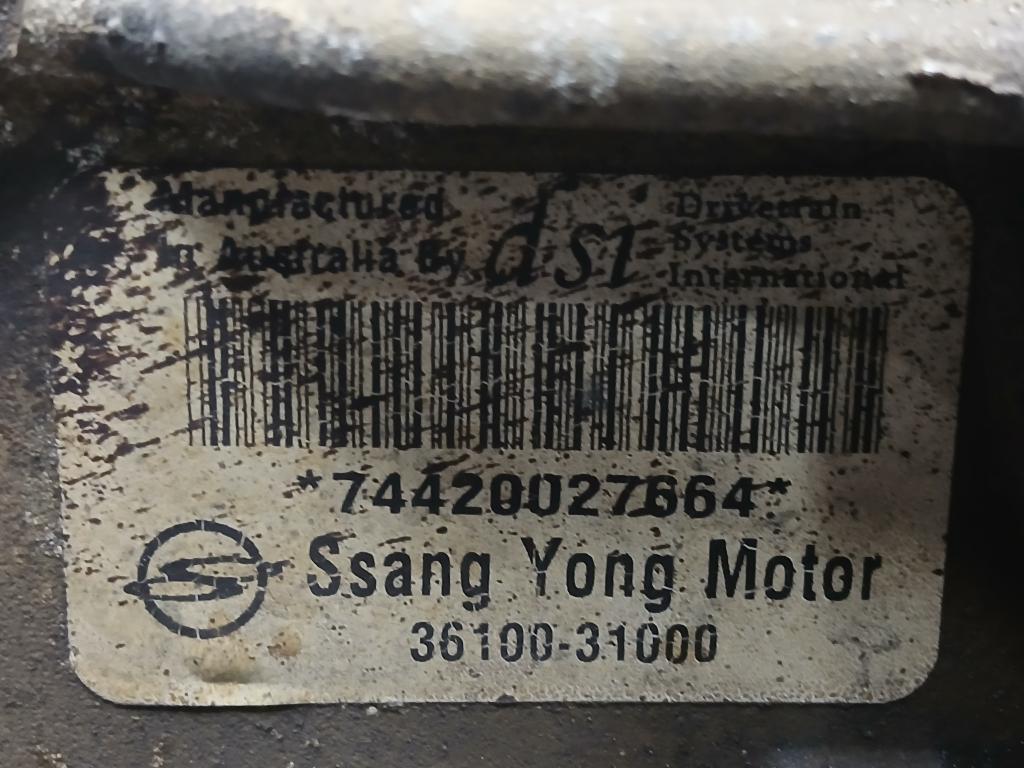 Manufactured
In Australia By
dsi
Drivetrain
Systems
International
*74420027664*
Ssang Yong Motor
36100-31000